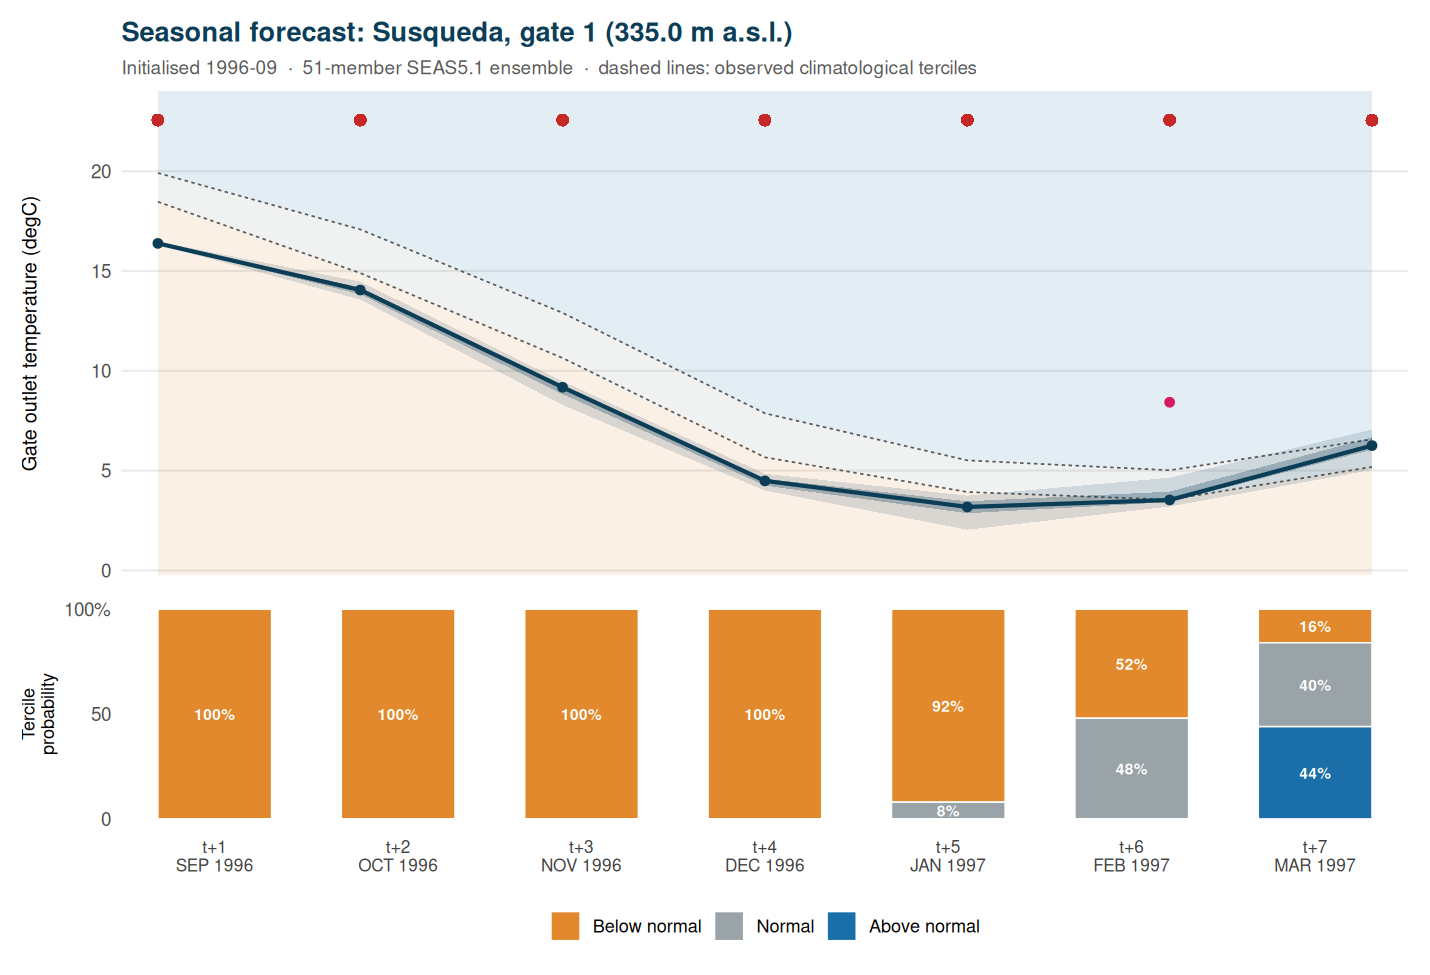 Seasonal forecast: Susqueda, gate 1 (335.0 m a.s.l.)
Initialised 1996-09 · 51-member SEAS5.1 ensemble · dashed lines: observed climatological terciles
Gate outlet temperature (degC)
20
15
10
5
0
Tercile
probability
100%
50
0
100%
100%
100%
100%
92%
8%
52%
48%
16%
40%
44%
t+1
SEP 1996
t+2
OCT 1996
t+3
NOV 1996
t+4
DEC 1996
t+5
JAN 1997
t+6
FEB 1997
t+7
MAR 1997
Below normal
Normal
Above normal